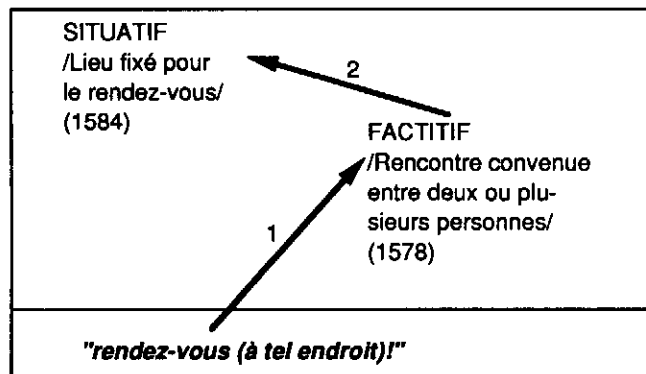 SITUATIF
/Lieu fixé pour
le rendez-vous/
(1584)
2
FACTITIF
/Rencontre convenue
entre deux ou plu-
sieurs personnes/
(1578)
1
"rendez-vous (à tel endroit)!"